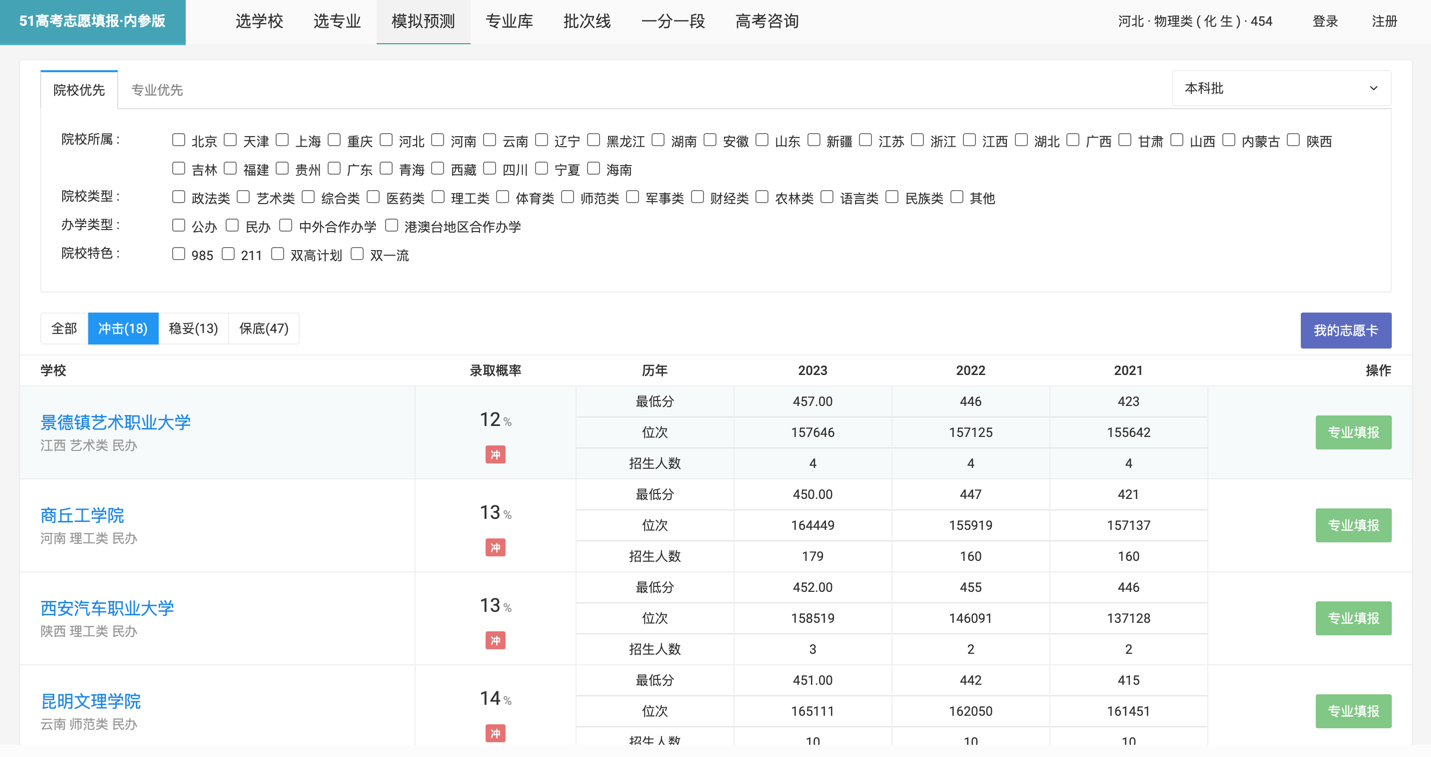 51高考志愿填报·内参版 选学校 选专业 模拟预测 专业库 批次线 一分一段 高考咨询 河北 · 物理类 ( 化 生 ) · 454 登录 注册
院校优先 专业优先 本科批
院校所属 : 北京 天津 上海 重庆 河北 河南 云南 辽宁 黑龙江 湖南 安徽 山东 新疆 江苏 浙江 江西 湖北 广西 甘肃 山西 内蒙古 陕西
吉林 福建 贵州 广东 青海 西藏 四川 宁夏 海南
院校类型 : 政法类 艺术类 综合类 医药类 理工类 体育类 师范类 军事类 财经类 农林类 语言类 民族类 其他
办学类型 : 公办 民办 中外合作办学 港澳台地区合作办学
院校特色 : 985 211 双高计划 双一流
全部 冲击(18) 稳妥(13) 保底(47) 我的志愿卡
学校 录取概率 历年 2023 2022 2021 操作
景德镇艺术职业大学
江西 艺术类 民办
12 %
冲
最低分 457.00 446 423
位次 157646 157125 155642
招生人数 4 4 4
专业填报
商丘工学院
河南 理工类 民办
13 %
冲
最低分 450.00 447 421
位次 164449 155919 157137
招生人数 179 160 160
专业填报
西安汽车职业大学
陕西 理工类 民办
13 %
冲
最低分 452.00 455 446
位次 158519 146091 137128
招生人数 3 2 2
专业填报
昆明文理学院
云南 师范类 民办
14 %
冲
最低分 451.00 442 415
位次 165111 162050 161451
招生人数 10 10 10
专业填报